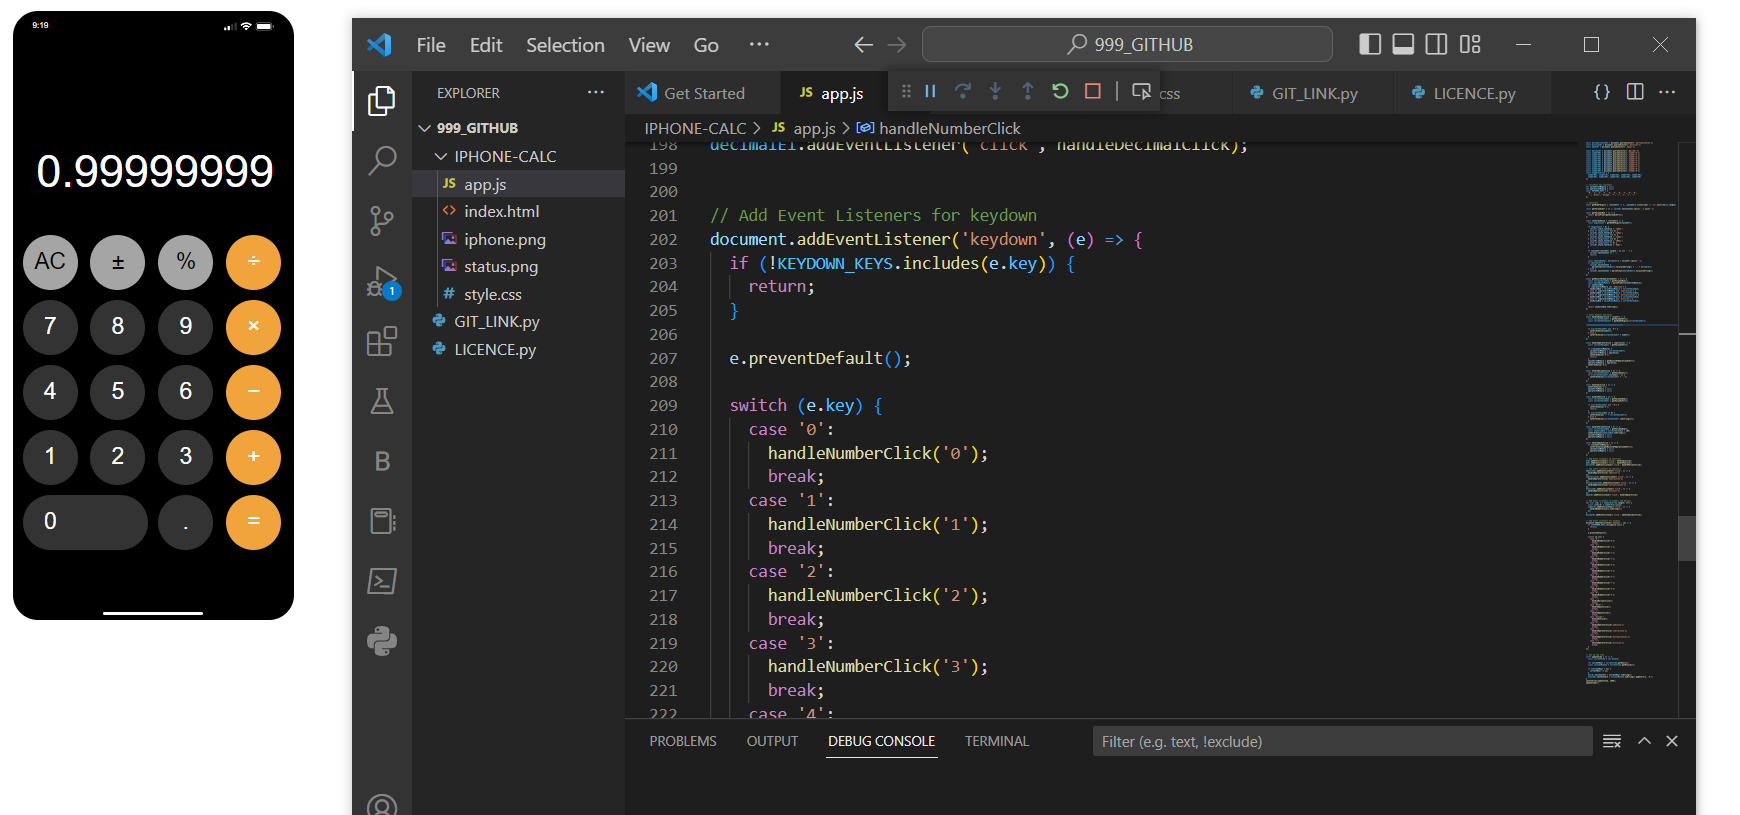 9:19
0.99999999
AC ± % ÷
7 8 9 ×
4 5 6 −
1 2 3 +
0 . =
File Edit Selection View Go ···
999_GITHUB
EXPLORER ···
999_GITHUB
IPHONE-CALC
JS app.js
<> index.html
iphone.png
status.png
# style.css
GIT_LINK.py
LICENCE.py
1
B
Get Started
JS app.js
css
GIT_LINK.py
LICENCE.py
{} ···
IPHONE-CALC > JS app.js > handleNumberClick
198 decimalEl.addEventListener('click', handleDecimalClick);
199
200
201 // Add Event Listeners for keydown
202 document.addEventListener('keydown', (e) => {
203 if (!KEYDOWN_KEYS.includes(e.key)) {
204 return;
205 }
206
207 e.preventDefault();
208
209 switch (e.key) {
210 case '0':
211 handleNumberClick('0');
212 break;
213 case '1':
214 handleNumberClick('1');
215 break;
216 case '2':
217 handleNumberClick('2');
218 break;
219 case '3':
220 handleNumberClick('3');
221 break;
222 case '4':
PROBLEMS OUTPUT DEBUG CONSOLE TERMINAL
Filter (e.g. text, !exclude)